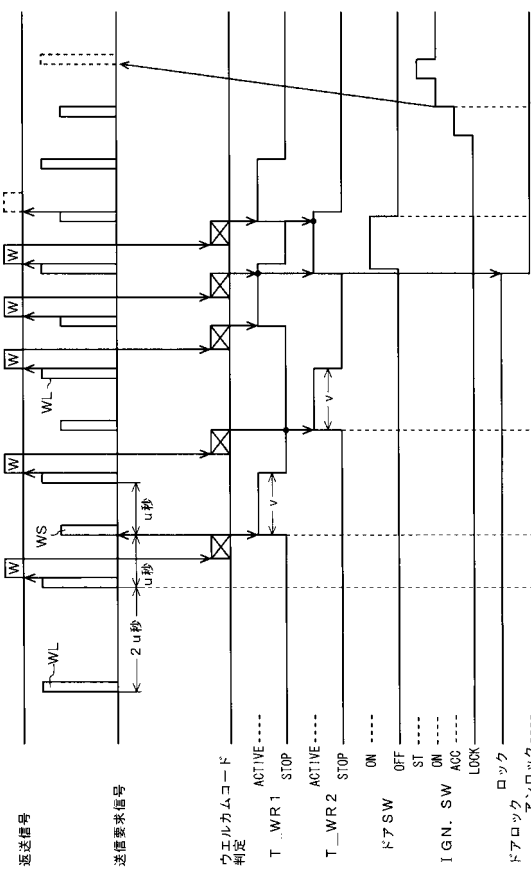 返送信号
W
W
W
W
W
送信要求信号
WL
2u秒
u秒
WS
u秒
WL
ウエルカムコード
判定
T_WR1
ACTIVE
STOP
v
T_WR2
ACTIVE
STOP
v
ドアSW
ON
OFF
IGN. SW
ST
ON
ACC
LOCK
ドアロック
ロック
アンロック